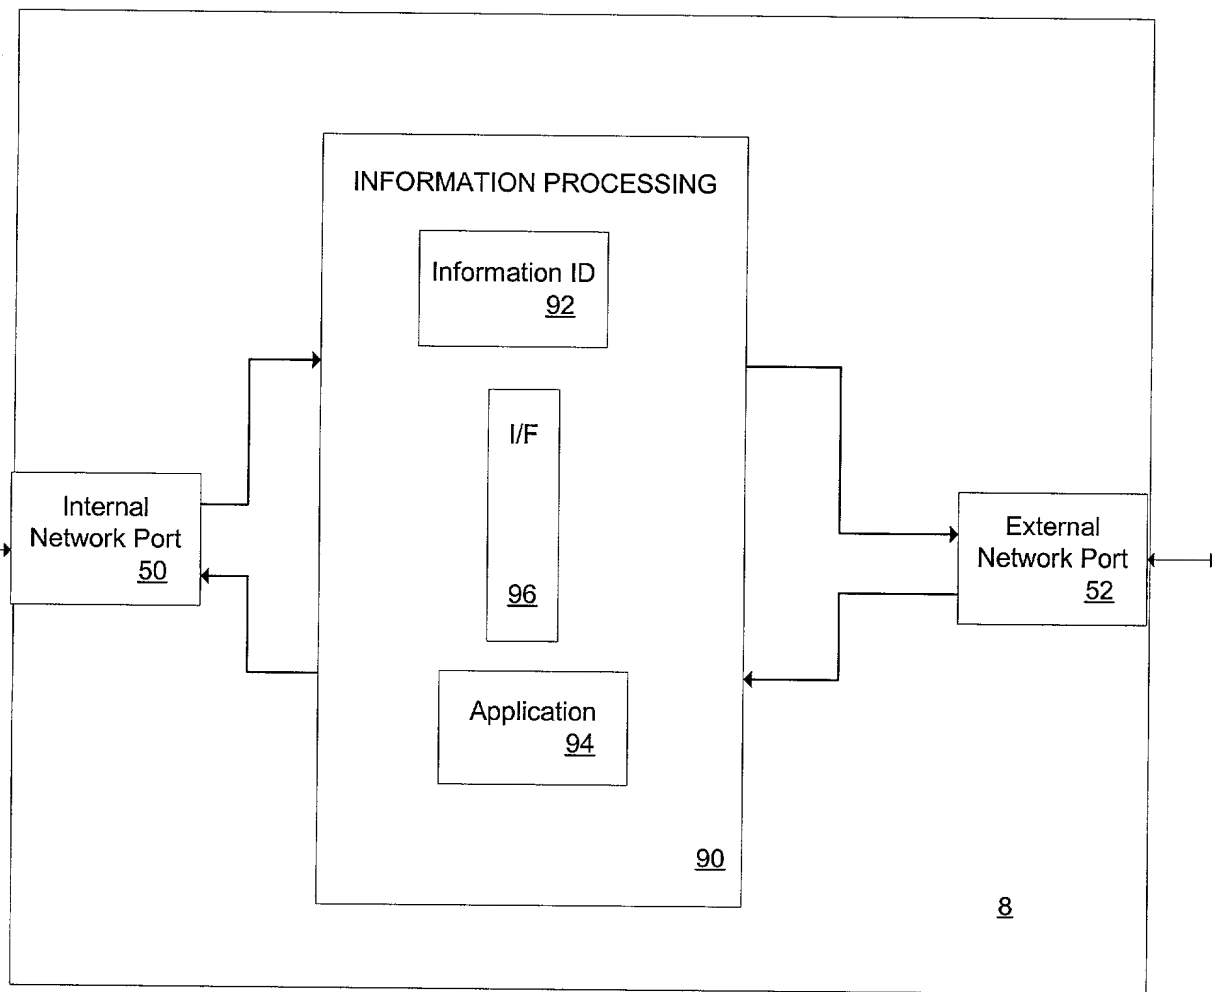 INFORMATION PROCESSING
Information ID
92
I/F
96
Internal
Network Port
50
External
Network Port
52
Application
94
90
8